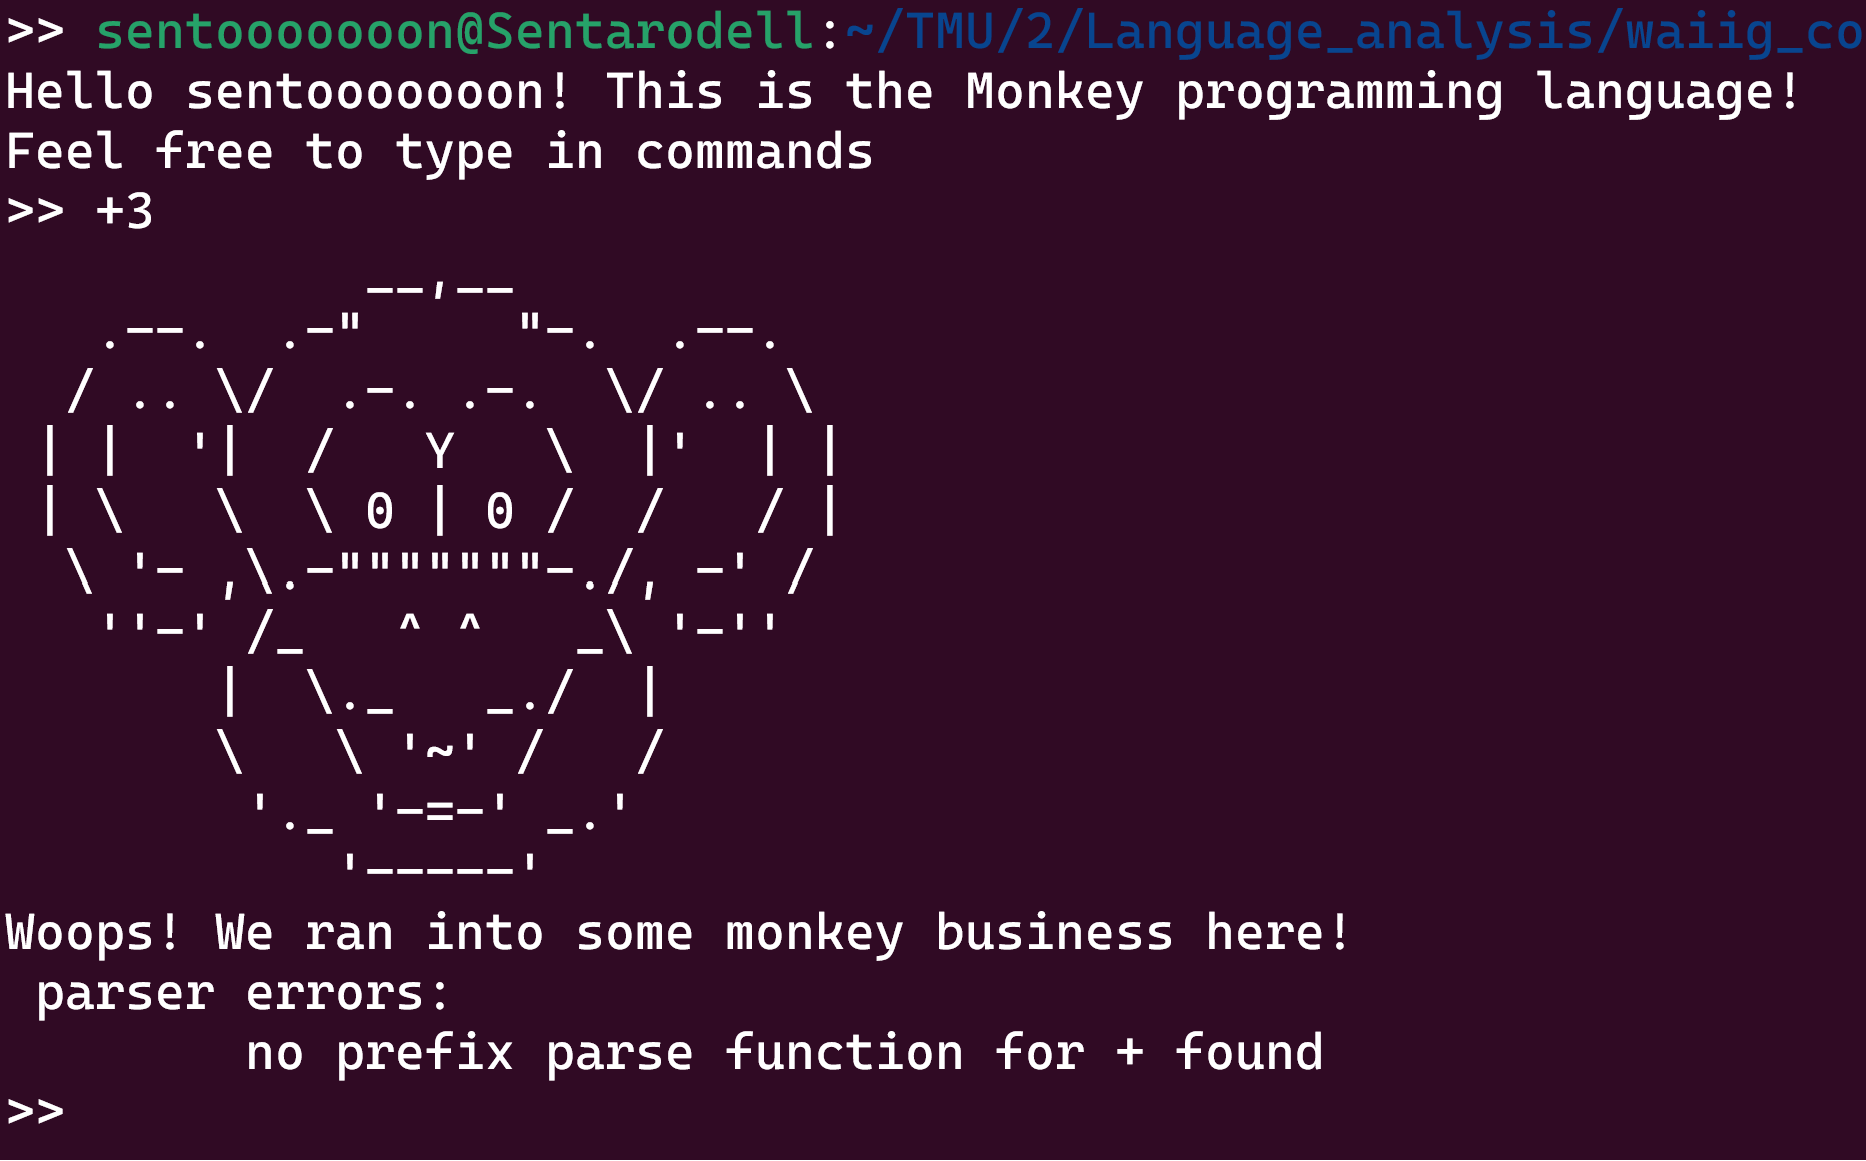 >> sentoooooooon@Sentarodell:~/TMU/2/Language_analysis/waiig_co
Hello sentoooooooon! This is the Monkey programming language!
Feel free to type in commands
>> +3
            __,__
   .--.  .-"     "-.  .--.
  / .. \/  .-. .-.  \/ .. \
 | |  '|  /   Y   \  |'  | |
 | \   \  \ 0 | 0 /  /   / |
  \ '- ,\.-"""""""-./, -' /
   ''-' /_   ^ ^   _\ '-''
       |  \._   _./  |
       \   \ '~' /   /
        '._ '-=-' _.'
           '-----'
Woops! We ran into some monkey business here!
 parser errors:
        no prefix parse function for + found
>>